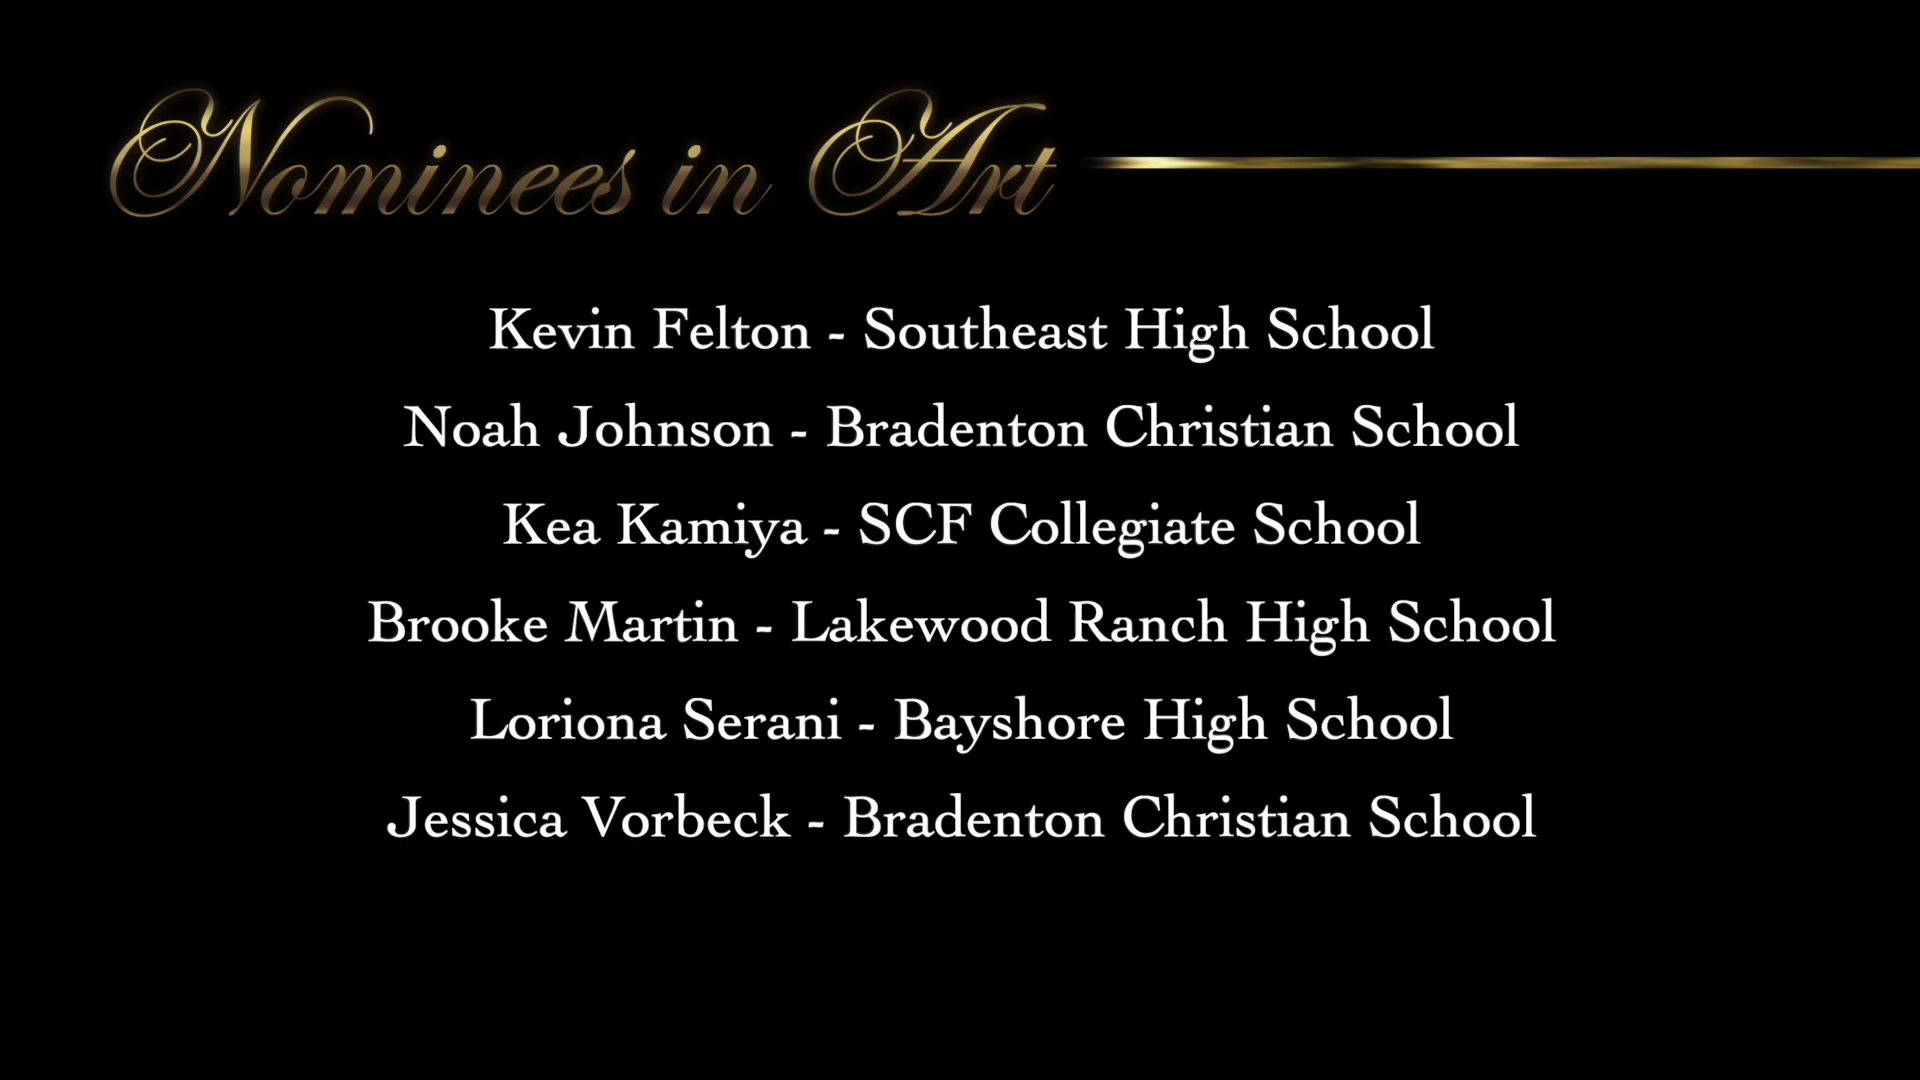 Nominees in Art
Kevin Felton - Southeast High School
Noah Johnson - Bradenton Christian School
Kea Kamiya - SCF Collegiate School
Brooke Martin - Lakewood Ranch High School
Loriona Serani - Bayshore High School
Jessica Vorbeck - Bradenton Christian School